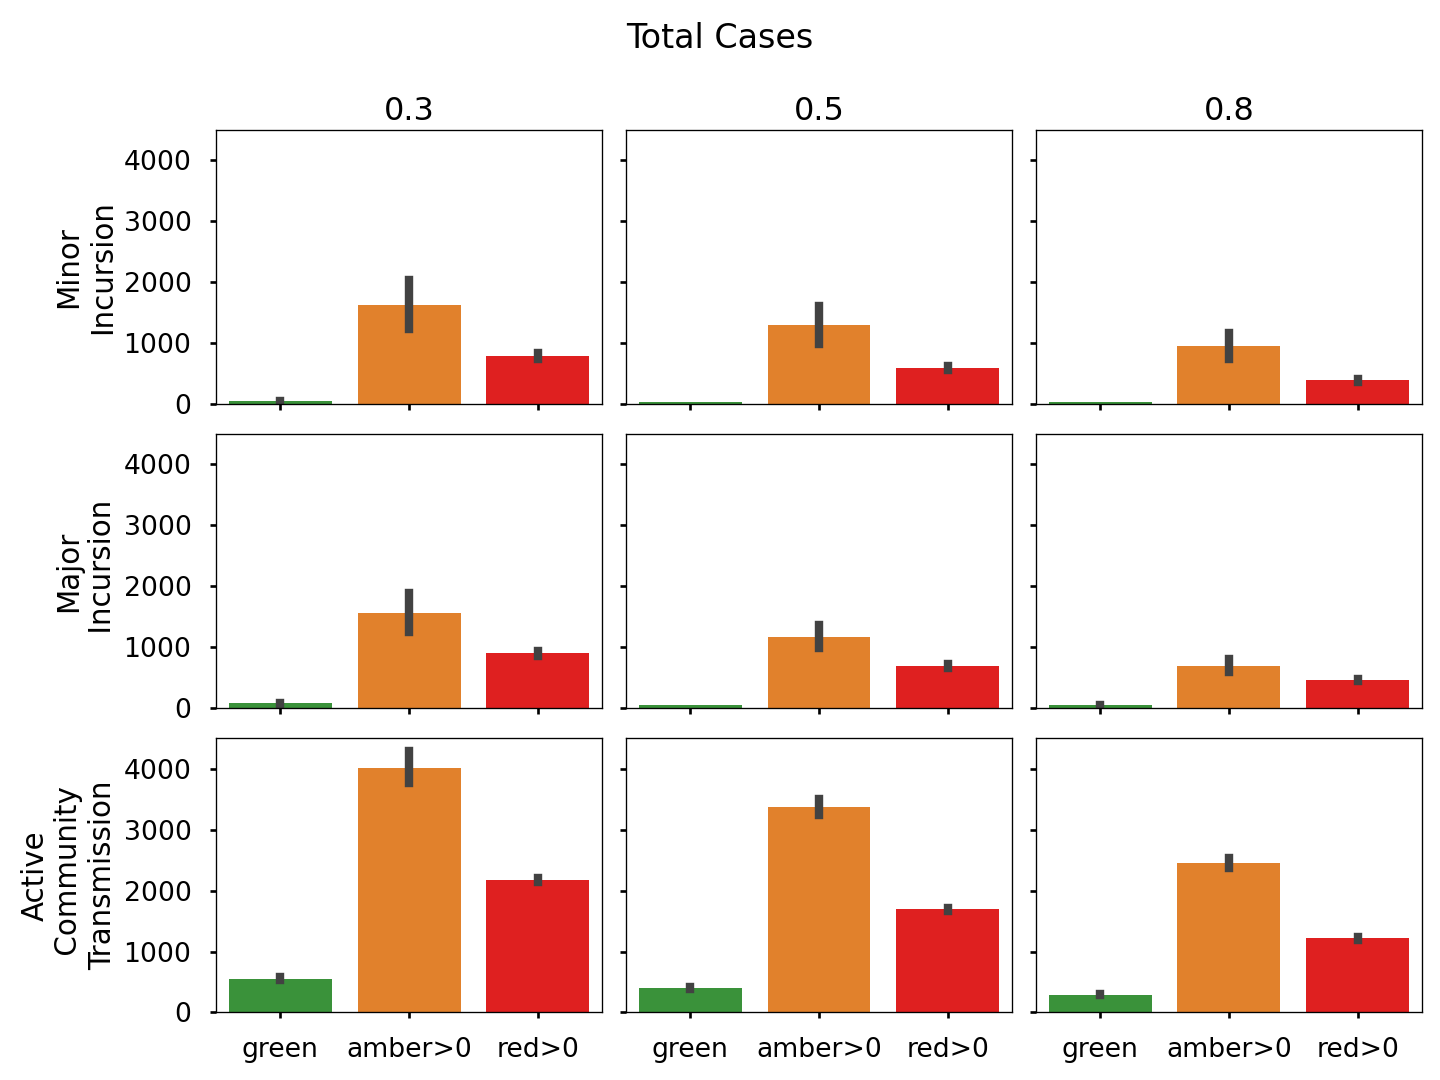 Total Cases
0.3
0.5
0.8
Minor
Incursion
4000
3000
2000
1000
0
Major
Incursion
4000
3000
2000
1000
0
Active
Community
Transmission
4000
3000
2000
1000
0
green
amber>0
red>0
green
amber>0
red>0
green
amber>0
red>0